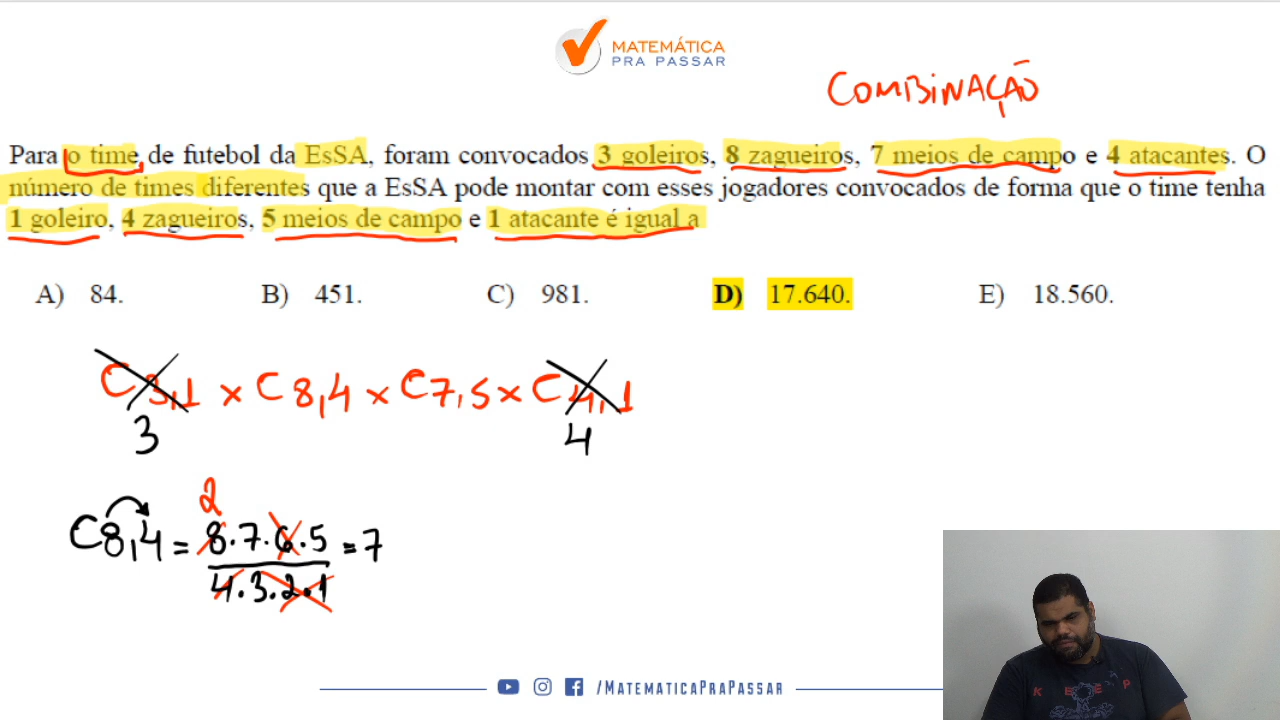 MATEMÁTICA
PRA PASSAR
COMBINAÇÃO
Para o time de futebol da EsSA, foram convocados 3 goleiros, 8 zagueiros, 7 meios de campo e 4 atacantes. O
número de times diferentes que a EsSA pode montar com esses jogadores convocados de forma que o time tenha
1 goleiro, 4 zagueiros, 5 meios de campo e 1 atacante é igual a
A) 84. B) 451. C) 981. D) 17.640. E) 18.560.
C3,1 x C8,4 x C7,5 x C4,1
3 4
2
C8,4 = 8.7.6.5 = 7
4.3.2.1
K E E P
/MATEMATICAPRAPASSAR